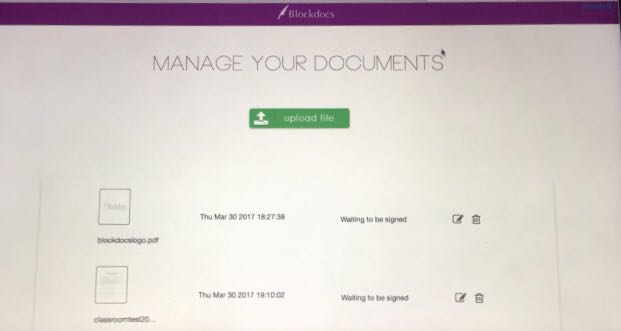 Blockdocs
MANAGE YOUR DOCUMENTS
upload file
Thu Mar 30 2017 18:27:38 Waiting to be signed
blockdocslogo.pdf
Thu Mar 30 2017 19:10:02 Waiting to be signed
classroomtest20...